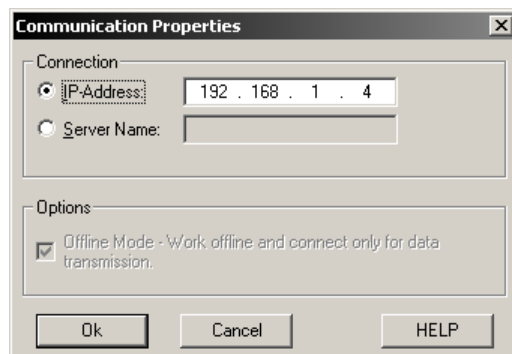 Communication Properties
Connection
IP-Address: 192 . 168 . 1 . 4
Server Name:
Options
Offline Mode - Work offline and connect only for data
transmission.
Ok Cancel HELP